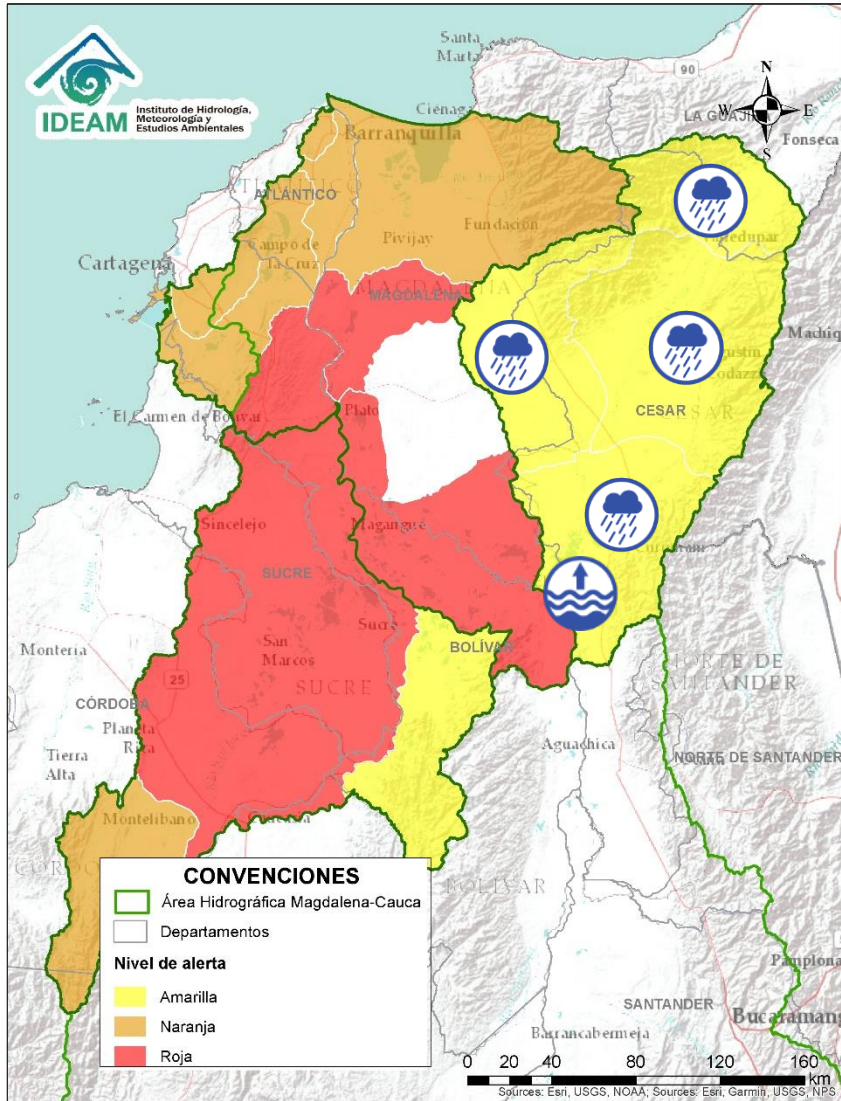 IDEAM
Instituto de Hidrología,
Meteorología y
Estudios Ambientales
Santa
Marta
90
N
W
E
S
LA GUAJI
Ciénaga
Fonseca
Barranquilla
ATLÁNTICO
Fundación
Campo de
la Cruz
Pivijay
Cartagena
MAGDALENA
Plato
CESAR
El Carmen de Bolívar
Sincelejo
Magangué
SUCRE
Sucre
San
Marcos
SUCRE
BOLÍVAR
Montería
25
CÓRDOBA
Planeta
Rica
Tierra
Alta
NORTE DE
SANTANDER
Aguachica
NORTE DE SANTANDER
Montelibano
BOLÍVAR
CONVENCIONES
Área Hidrográfica Magdalena-Cauca
Departamentos
Nivel de alerta
Amarilla
Naranja
Roja
Pamplona
SANTANDER
Bucaramang
Barrancabermeja
0 20 40 80 120 160
Km
Sources: Esri, USGS, NOAA; Sources: Esri, Garmin, USGS, NPS